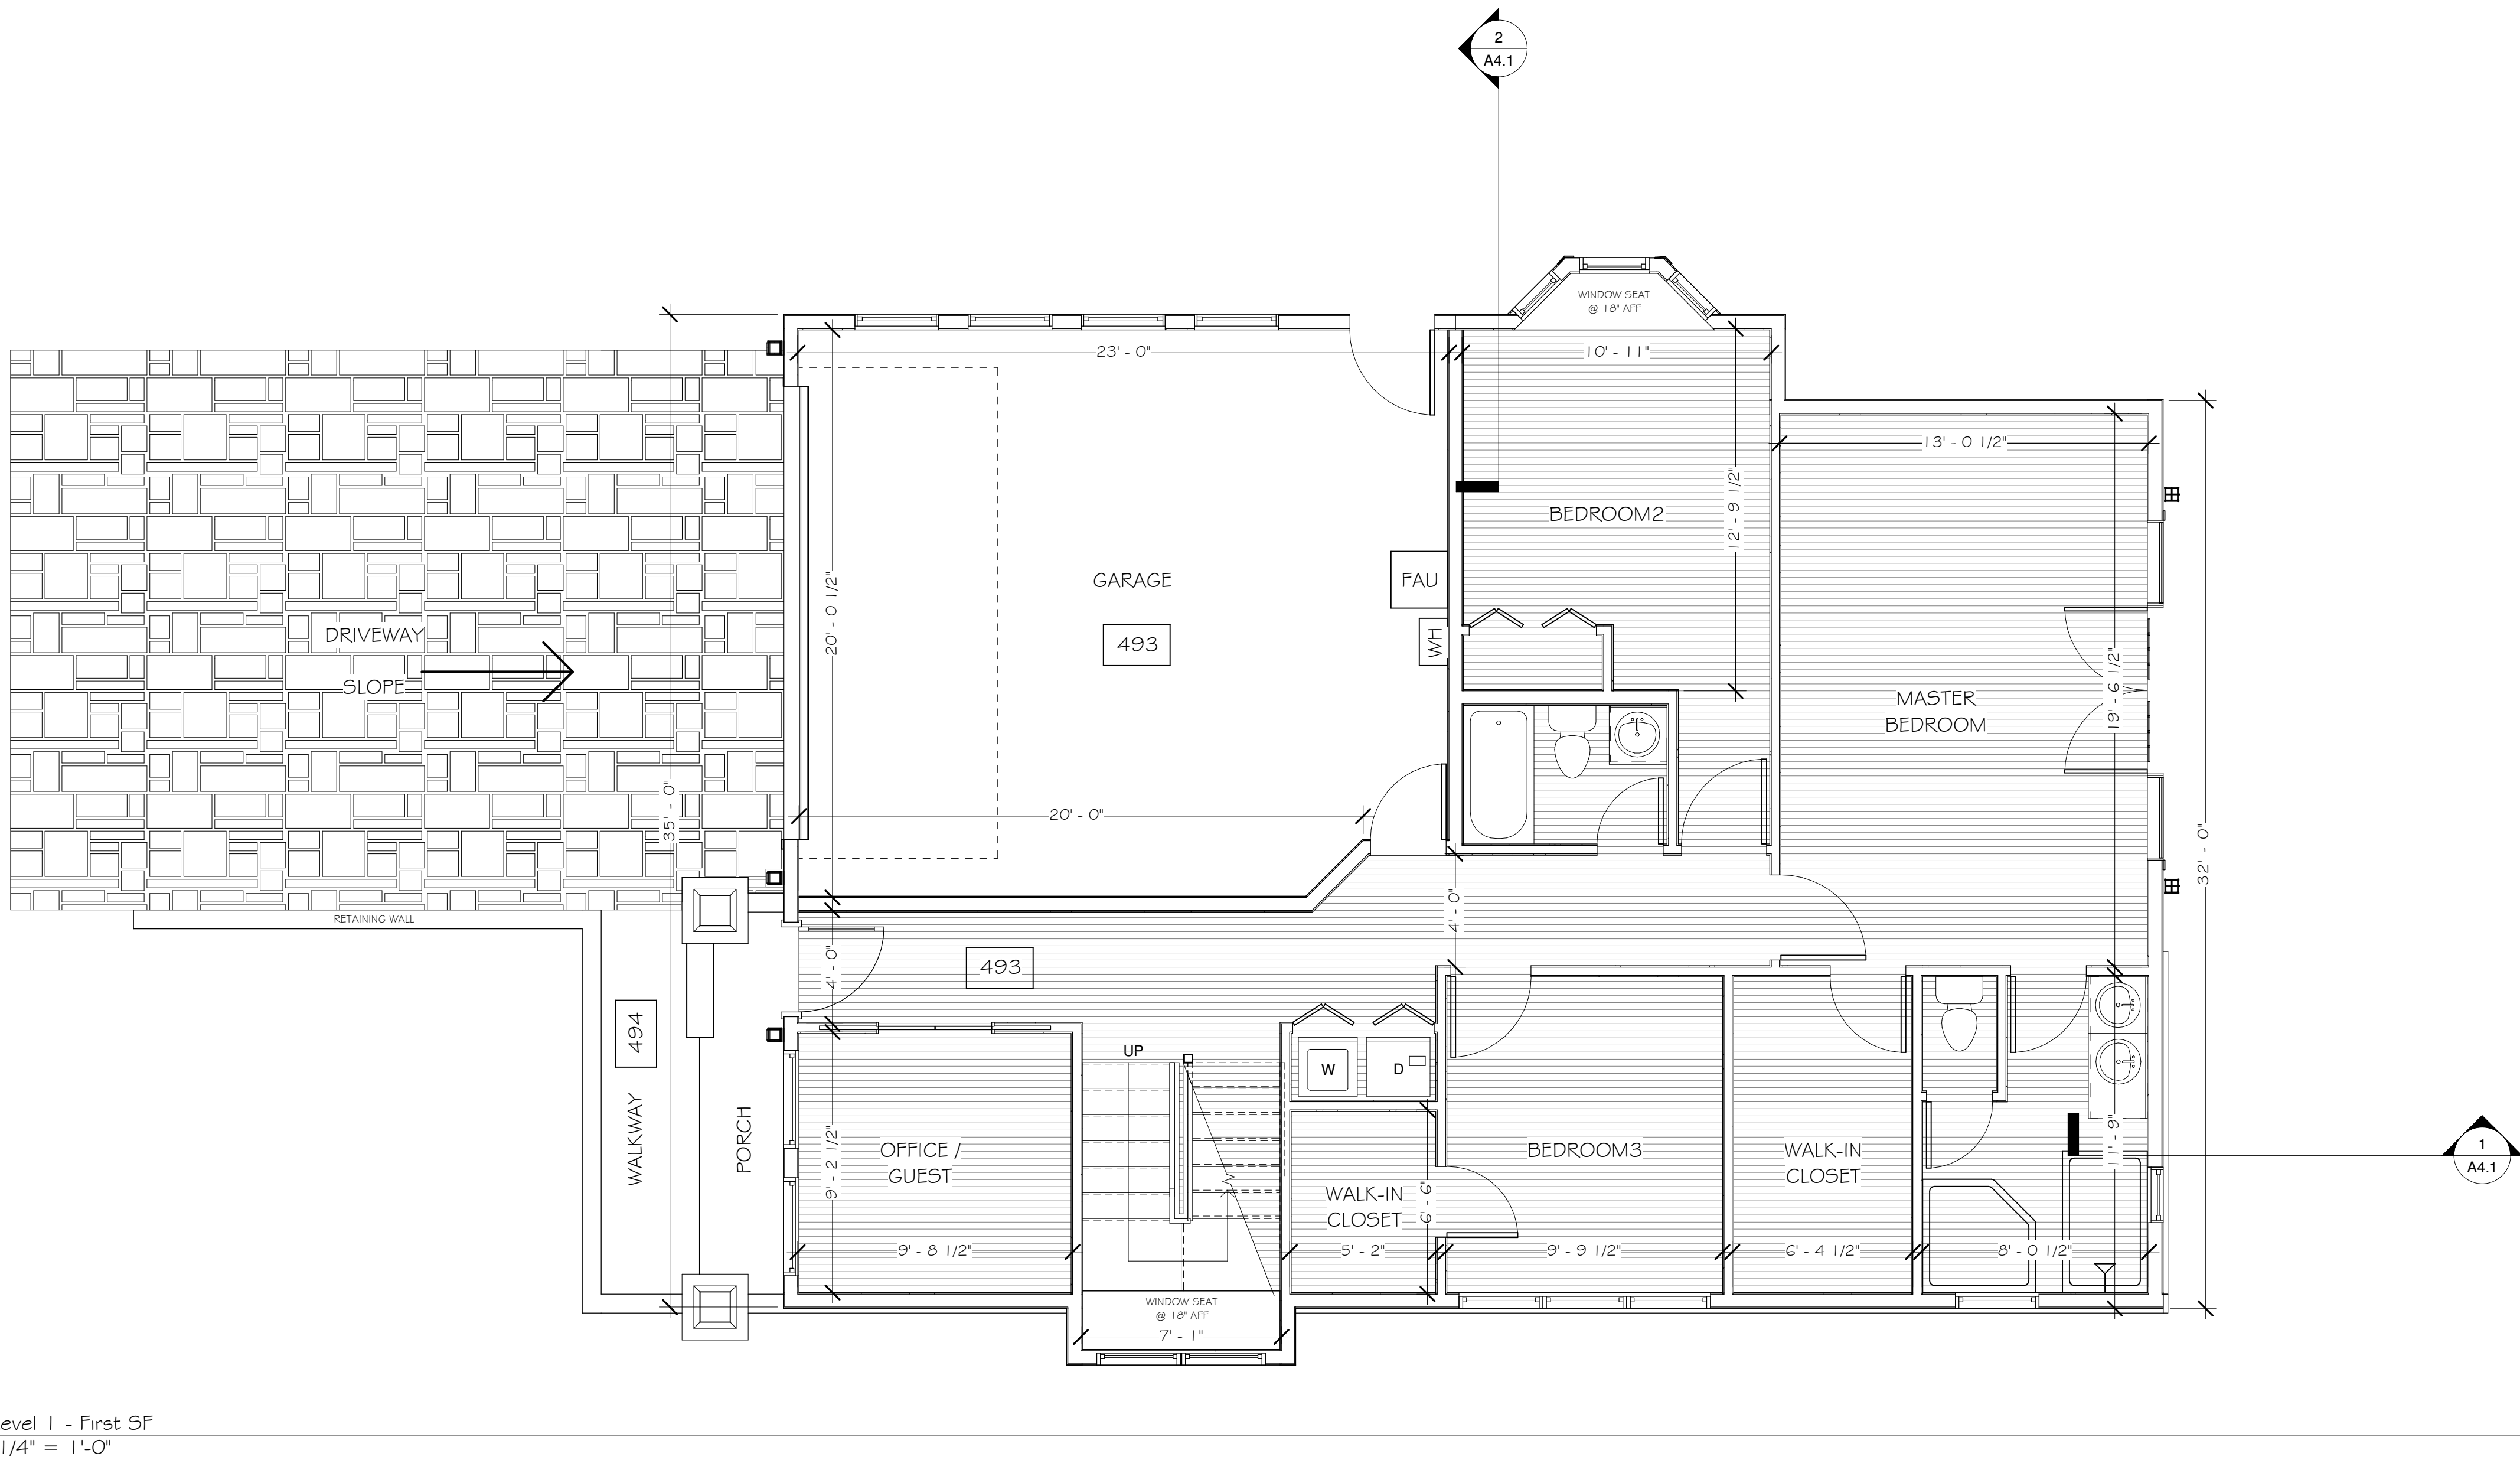 2
A4.1
WINDOW SEAT
@ 18" AFF
23' - 0"
10' - 11"
13' - 0 1/2"
12' - 9 1/2"
BEDROOM2
GARAGE
493
FAU
WH
20' - 0 1/2"
DRIVEWAY
SLOPE
MASTER
BEDROOM
19' - 6 1/2"
35' - 0"
20' - 0"
32' - 0"
RETAINING WALL
4' - 0"
4' - 0"
493
494
WALKWAY
PORCH
UP
W
D
OFFICE /
GUEST
9' - 2 1/2"
WALK-IN
CLOSET
6' - 6"
BEDROOM3
WALK-IN
CLOSET
11' - 9"
1
A4.1
9' - 8 1/2"
5' - 2"
9' - 9 1/2"
6' - 4 1/2"
8' - 0 1/2"
WINDOW SEAT
@ 18" AFF
7' - 1"
evel 1 - First SF
1/4" = 1'-0"